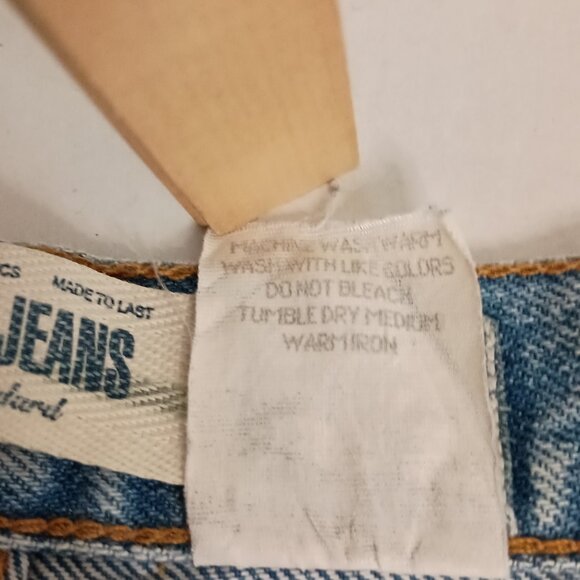 CS MADE TO LAST
JEANS
MACHINE WASH WARM
WASH WITH LIKE COLORS
DO NOT BLEACH
TUMBLE DRY MEDIUM
WARM IRON